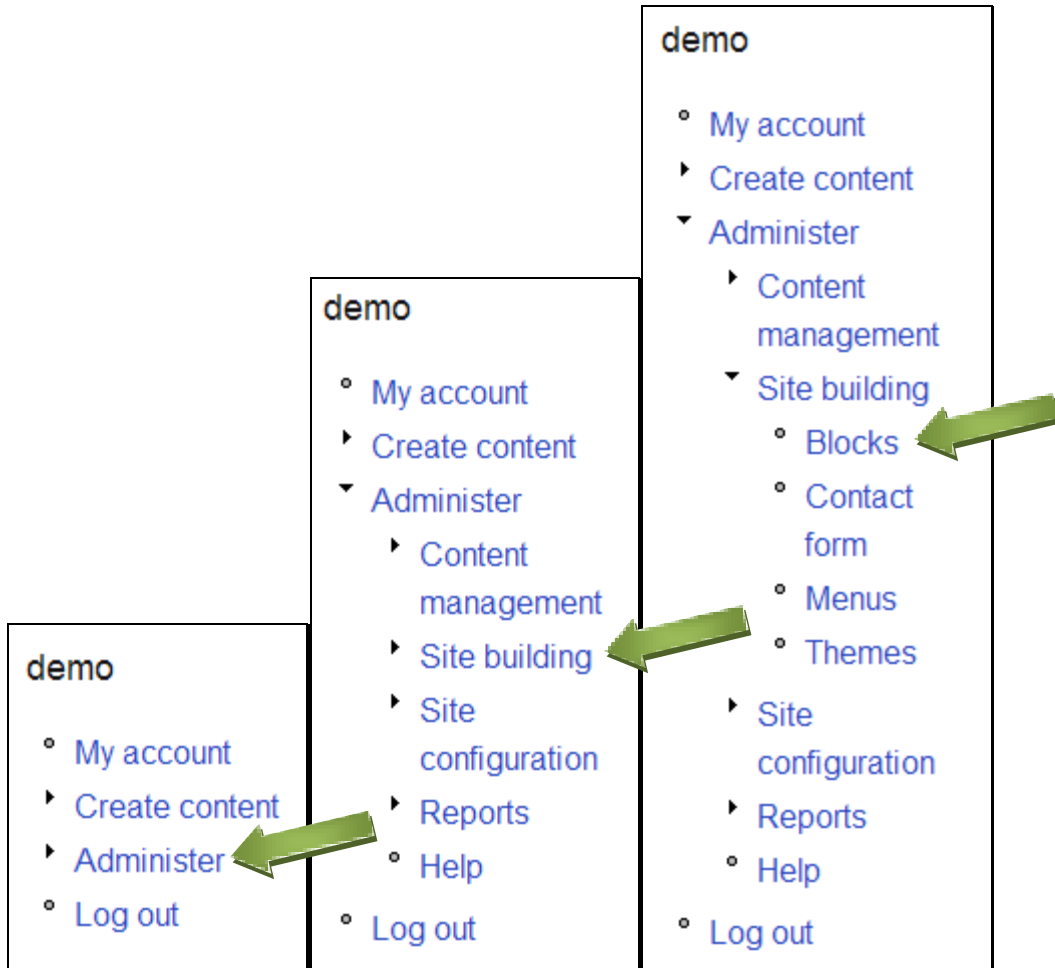 demo
My account
Create content
Administer
Log out
demo
My account
Create content
Administer
Content
management
Site building
Site
configuration
Reports
Help
Log out
demo
My account
Create content
Administer
Content
management
Site building
Blocks
Contact
form
Menus
Themes
Site
configuration
Reports
Help
Log out